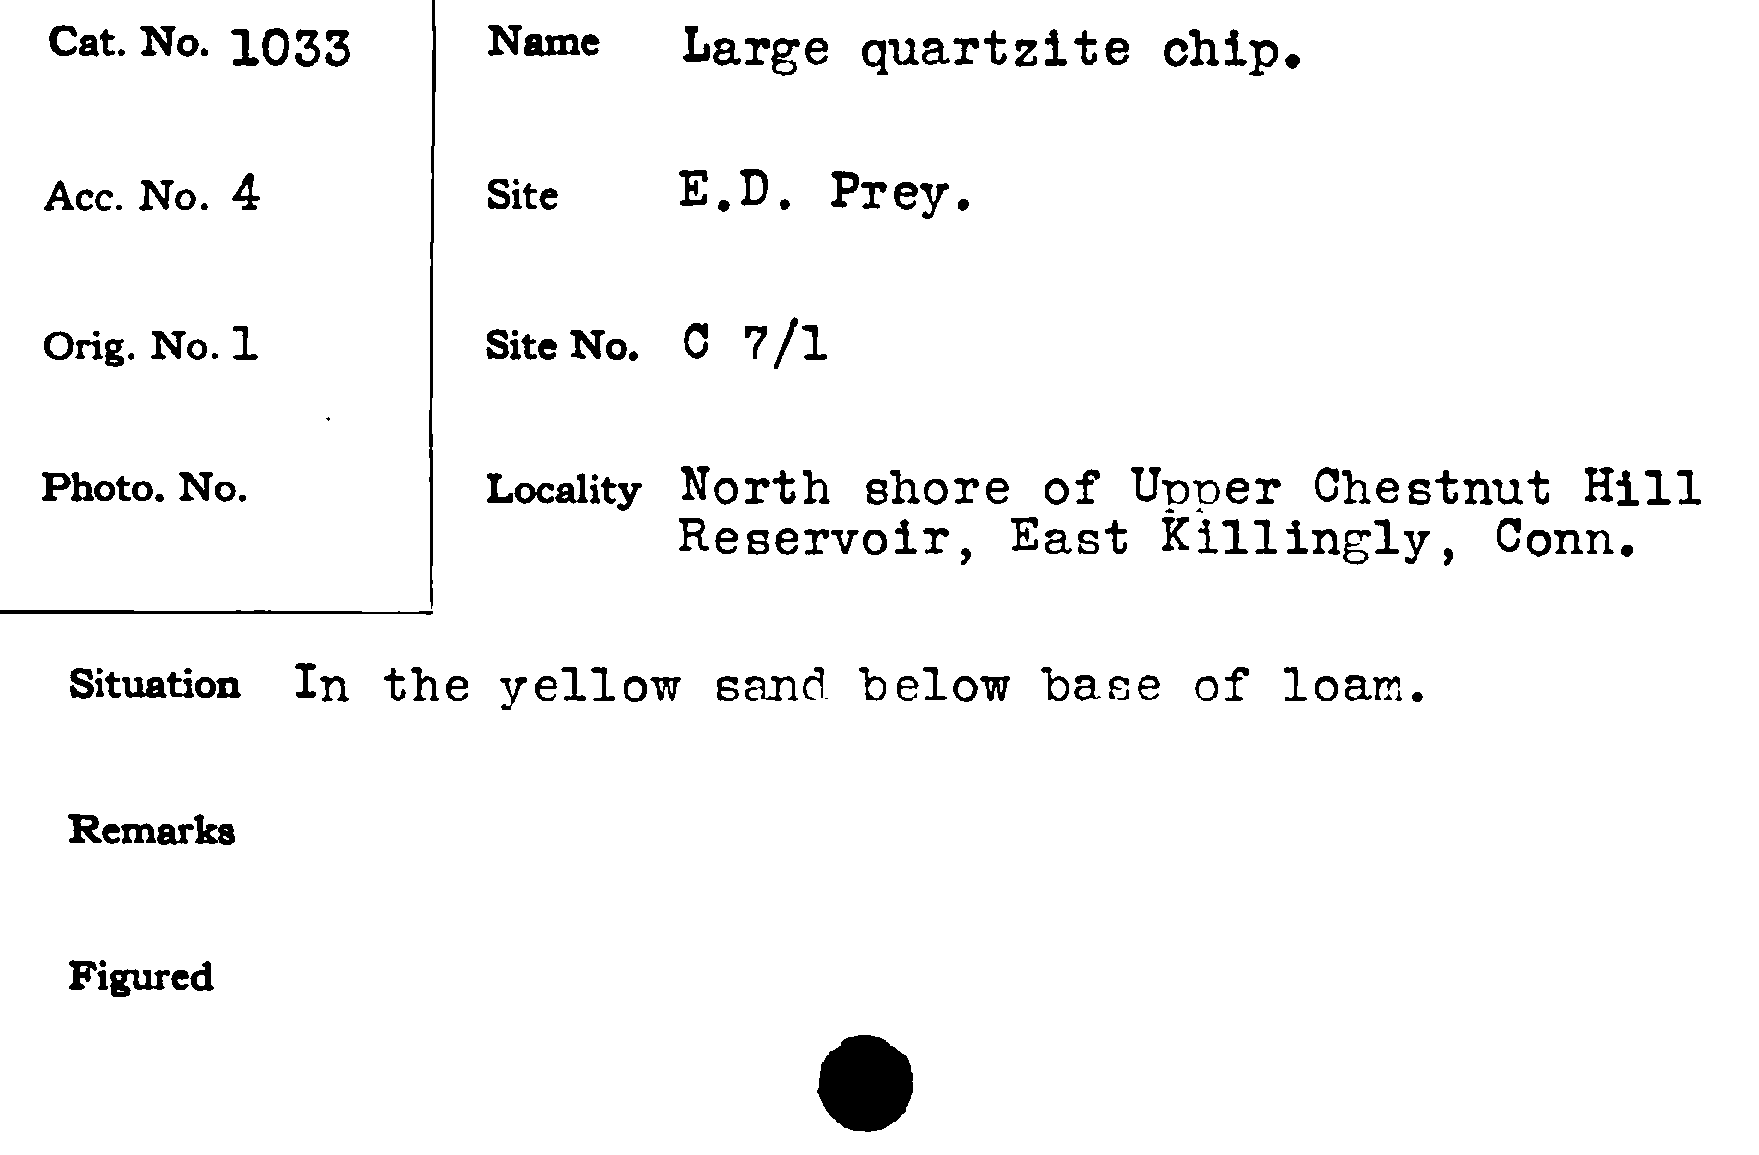 Cat. No. 1033
Name Large quartzite chip.
Acc. No. 4
Site E.D. Prey.
Orig. No. 1
Site No. C 7/1
Photo. No.
Locality North shore of Upper Chestnut Hill
Reservoir, East Killingly, Conn.
Situation In the yellow sand below base of loam.
Remarks
Figured